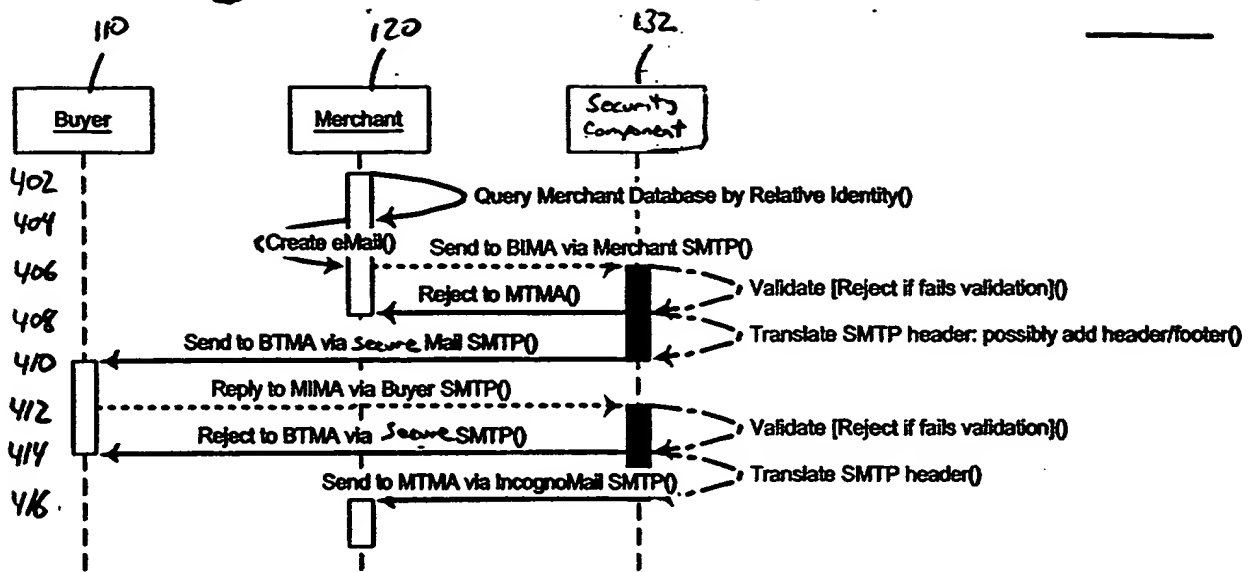 110
120
132
Buyer
Merchant
Security
Component
402
Query Merchant Database by Relative Identity()
404
Create eMail()
Send to BIMA via Merchant SMTP()
406
Validate [Reject if fails validation]()
Reject to MTMA()
408
Translate SMTP header: possibly add header/footer()
Send to BTMA via Secure Mail SMTP()
410
Reply to MIMA via Buyer SMTP()
412
Validate [Reject if fails validation]()
Reject to BTMA via Secure SMTP()
414
Translate SMTP header()
Send to MTMA via IncognoMail SMTP()
416